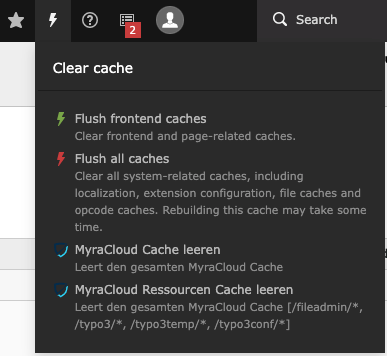 2
Search
Clear cache
Flush frontend caches
Clear frontend and page-related caches.
Flush all caches
Clear all system-related caches, including
localization, extension configuration, file caches and
opcode caches. Rebuilding this cache may take some
time.
MyraCloud Cache leeren
Leert den gesamten MyraCloud Cache
MyraCloud Ressourcen Cache leeren
Leert den gesamten MyraCloud Cache [/fileadmin/*,
/typo3/*, /typo3temp/*, /typo3conf/*]